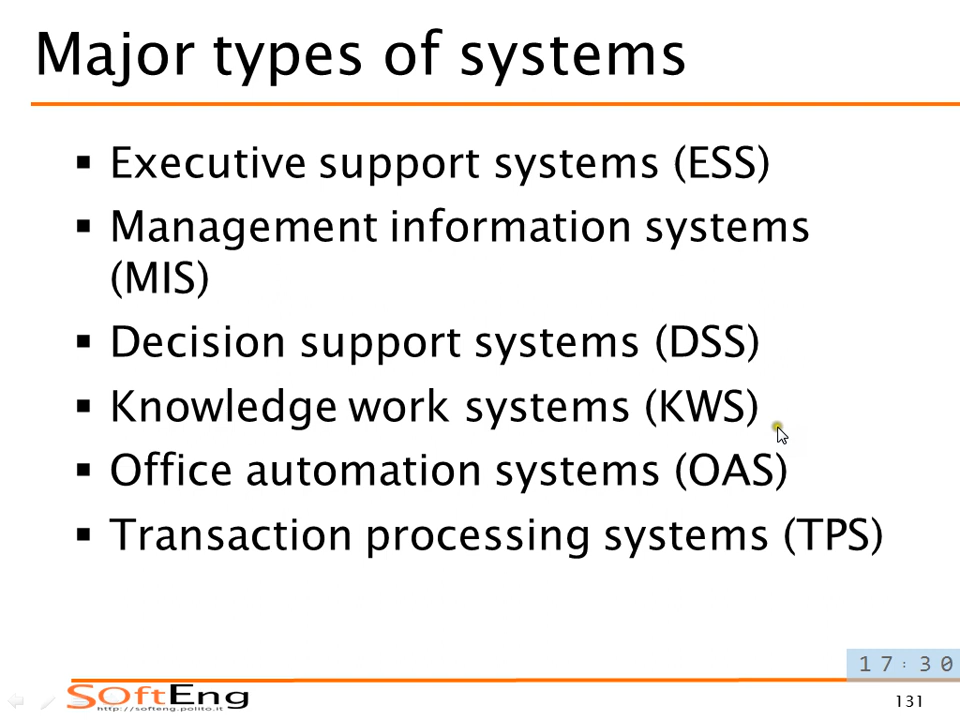 Major types of systems
▪ Executive support systems (ESS)
▪ Management information systems
(MIS)
▪ Decision support systems (DSS)
▪ Knowledge work systems (KWS)
▪ Office automation systems (OAS)
▪ Transaction processing systems (TPS)
17:30
SOftEng
http://softeng.polito.it
131